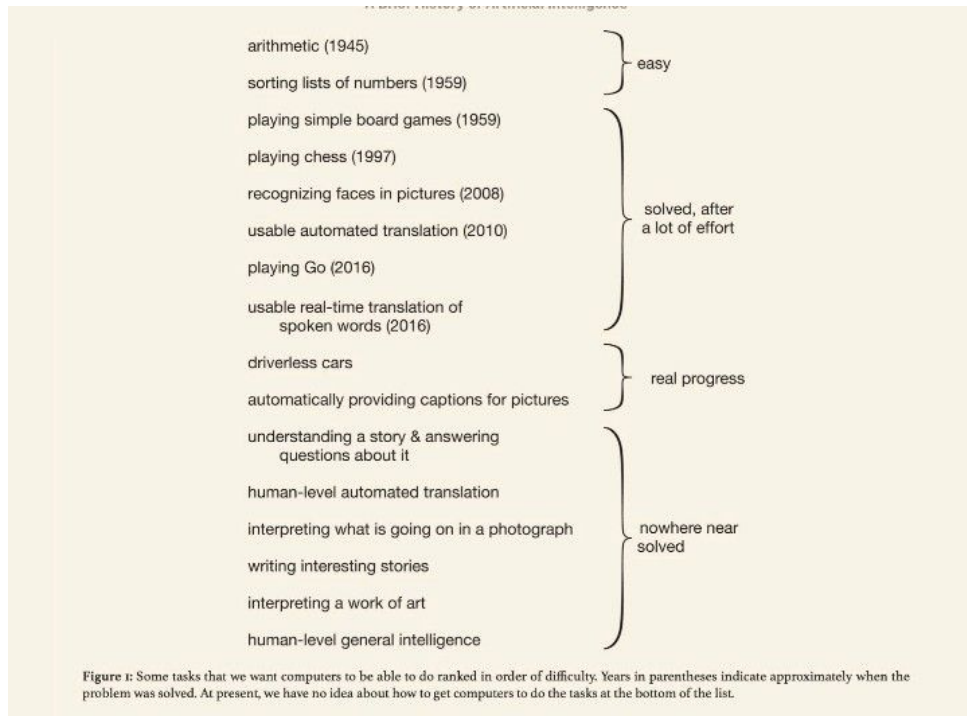 A Brief History of Artificial Intelligence
arithmetic (1945)
sorting lists of numbers (1959)
easy
playing simple board games (1959)
playing chess (1997)
recognizing faces in pictures (2008)
usable automated translation (2010)
playing Go (2016)
usable real-time translation of
spoken words (2016)
solved, after
a lot of effort
driverless cars
automatically providing captions for pictures
real progress
understanding a story & answering
questions about it
human-level automated translation
interpreting what is going on in a photograph
writing interesting stories
interpreting a work of art
human-level general intelligence
nowhere near
solved
Figure 1: Some tasks that we want computers to be able to do ranked in order of difficulty. Years in parentheses indicate approximately when the
problem was solved. At present, we have no idea about how to get computers to do the tasks at the bottom of the list.